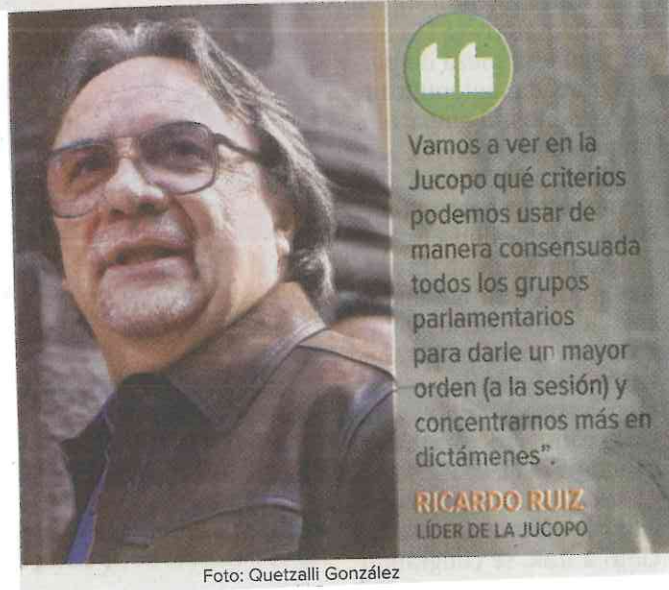 Vamos a ver en la
Jucopo qué criterios
podemos usar de
manera consensuada
todos los grupos
parlamentarios
para darle un mayor
orden (a la sesión) y
concentrarnos más en
dictámenes”.
RICARDO RUIZ
LÍDER DE LA JUCOPO
Foto: Quetzalli González